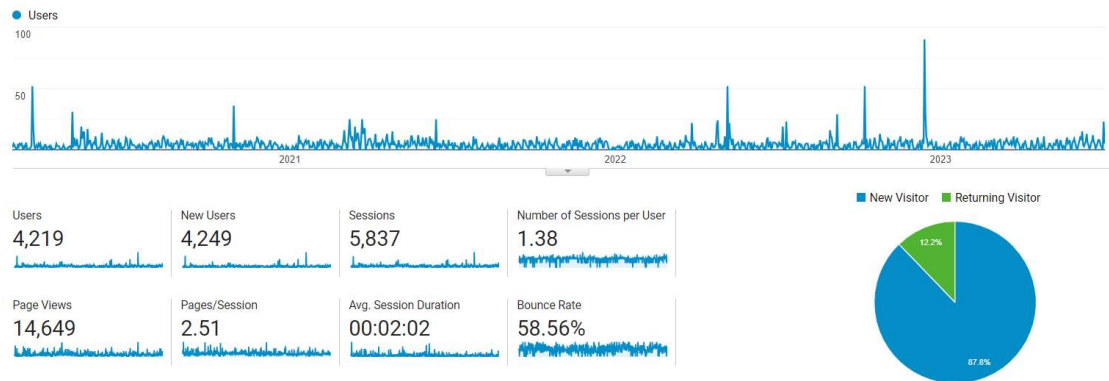 Users
100
50
2021 2022 2023
New Visitor Returning Visitor
Users New Users Sessions Number of Sessions per User
4,219 4,249 5,837 1.38
12.2%
Page Views Pages/Session Avg. Session Duration Bounce Rate
14,649 2.51 00:02:02 58.56%
87.8%